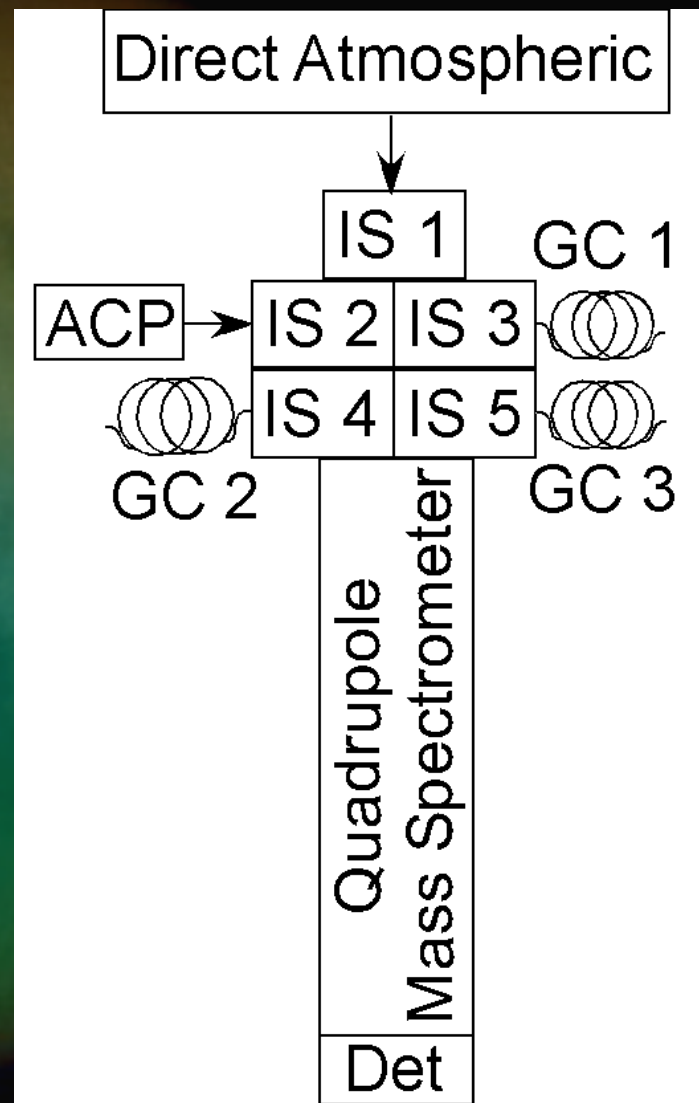 Direct Atmospheric
IS 1
GC 1
ACP
IS 2
IS 3
IS 4
IS 5
GC 2
GC 3
Quadrupole
Mass Spectrometer
Det